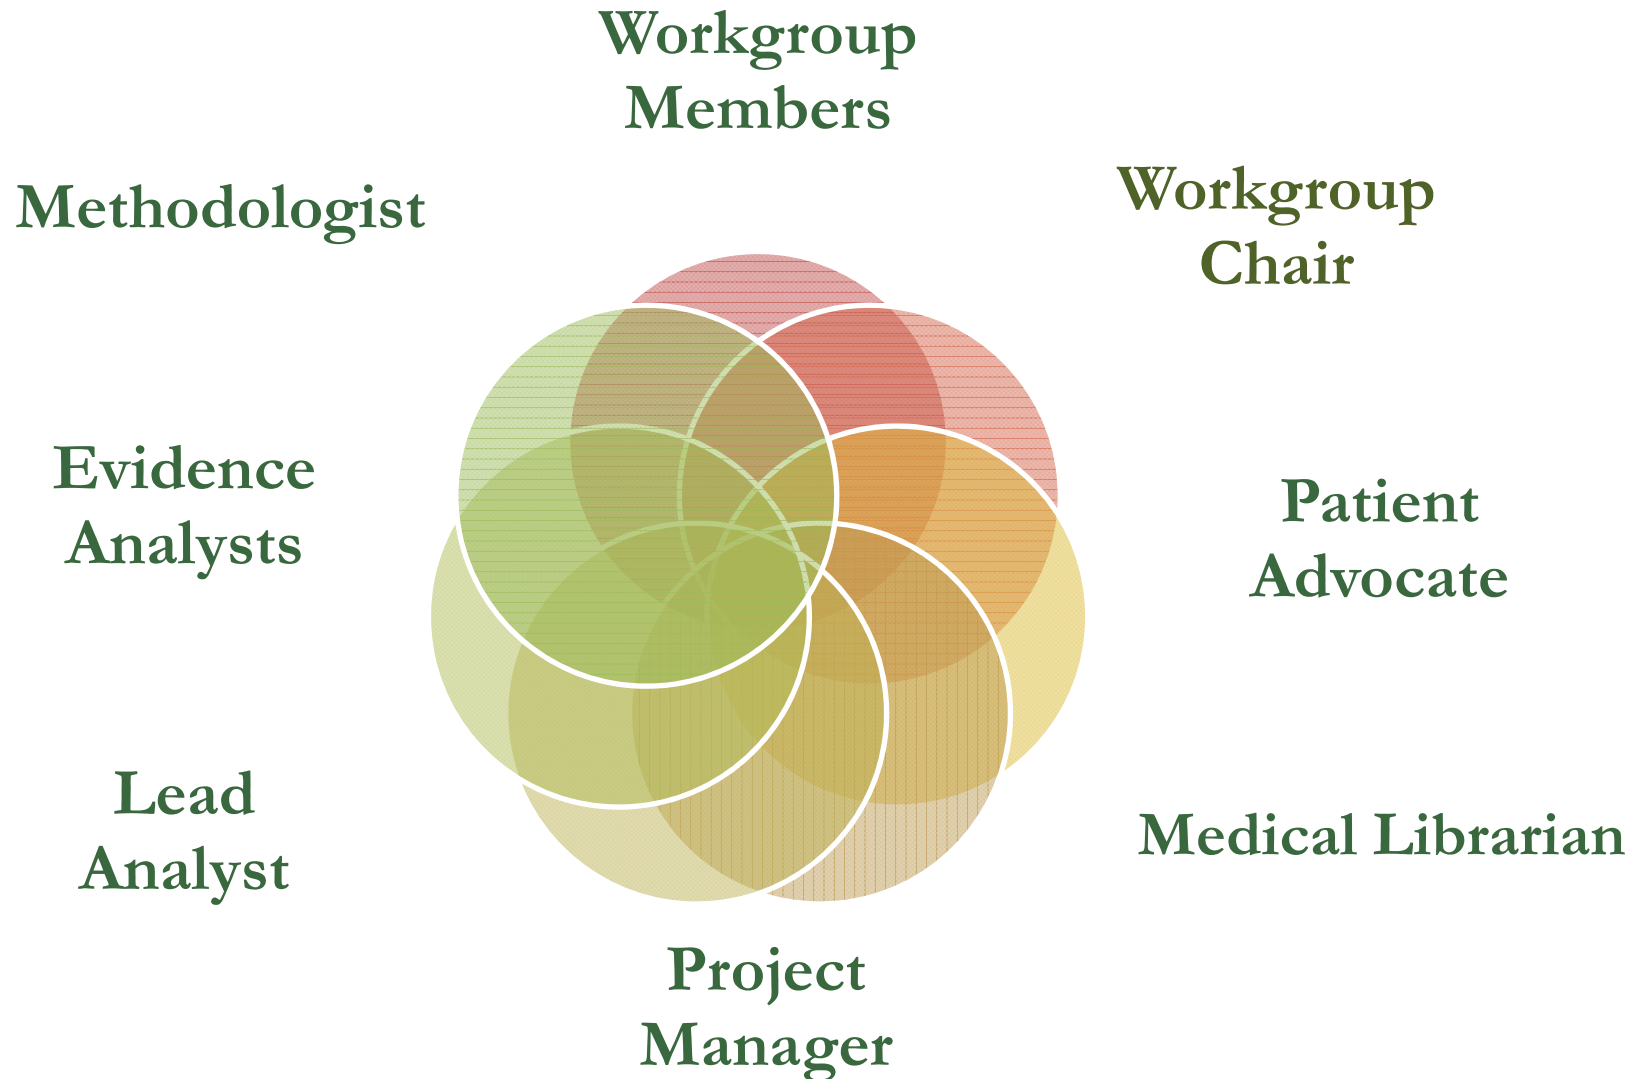 Workgroup
Members
Methodologist
Workgroup
Chair
Evidence
Analysts
Patient
Advocate
Lead
Analyst
Medical Librarian
Project
Manager